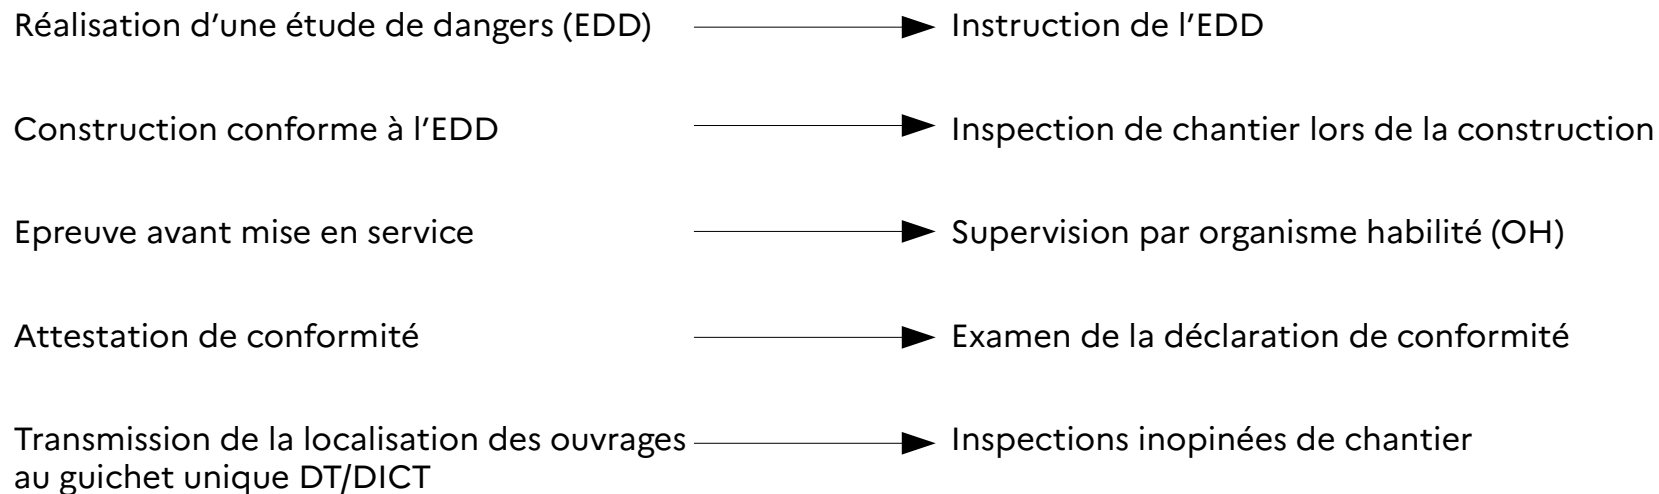 Réalisation d’une étude de dangers (EDD)
Instruction de l’EDD
Construction conforme à l’EDD
Inspection de chantier lors de la construction
Epreuve avant mise en service
Supervision par organisme habilité (OH)
Attestation de conformité
Examen de la déclaration de conformité
Transmission de la localisation des ouvrages
au guichet unique DT/DICT
Inspections inopinées de chantier